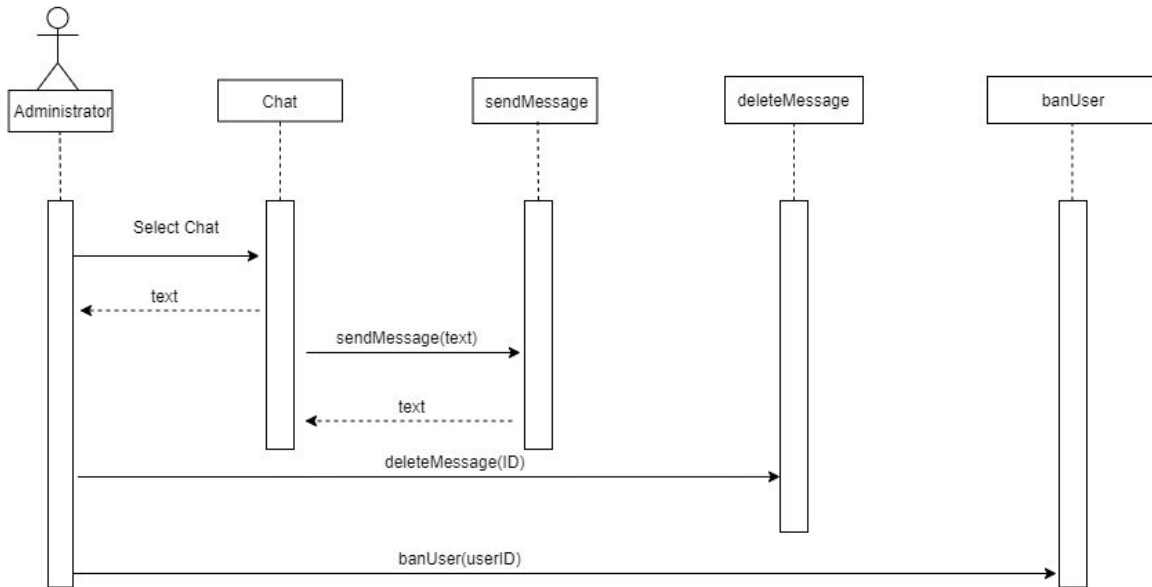 Administrator
Chat
sendMessage
deleteMessage
banUser
Select Chat
text
sendMessage(text)
text
deleteMessage(ID)
banUser(userID)